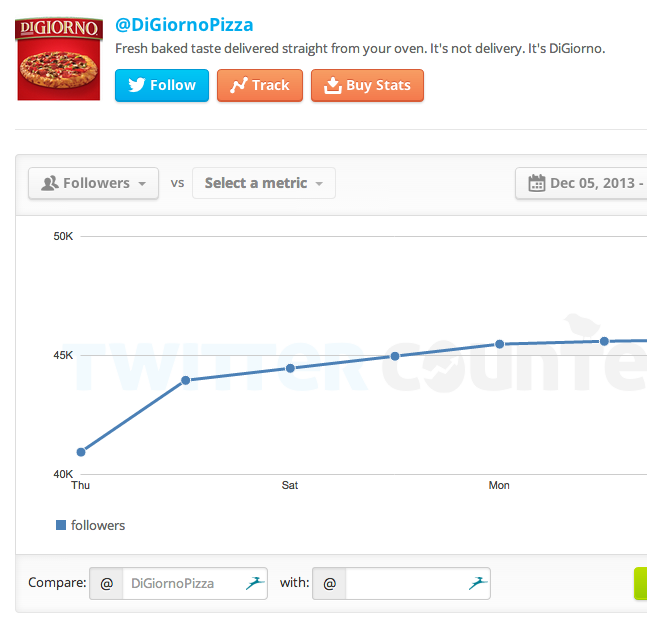 DIGIORNO
@DiGiornoPizza
Fresh baked taste delivered straight from your oven. It's not delivery. It's DiGiorno.
Follow Track Buy Stats
Followers vs Select a metric Dec 05, 2013 -
50K
TWITTER COUNTE
45K
40K
Thu Sat Mon
followers
Compare: @ DiGiornoPizza with: @